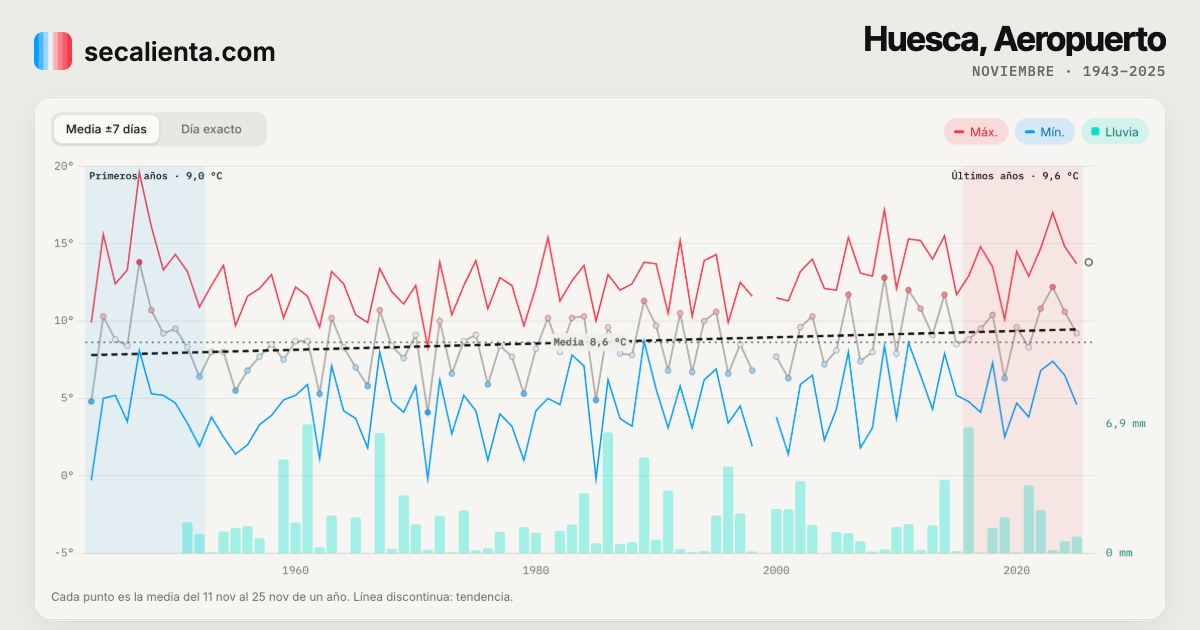 secalienta.com
Huesca, Aeropuerto
NOVIEMBRE · 1943–2025
Media ±7 días
Día exacto
Máx.
Mín.
Lluvia
20°
Primeros años · 9,0 ºC
Últimos años · 9,6 ºC
15°
10°
Media 8,6 ºC
5°
6,9 mm
0°
-5°
0 mm
1960
1980
2000
2020
Cada punto es la media del 11 nov al 25 nov de un año. Línea discontinua: tendencia.